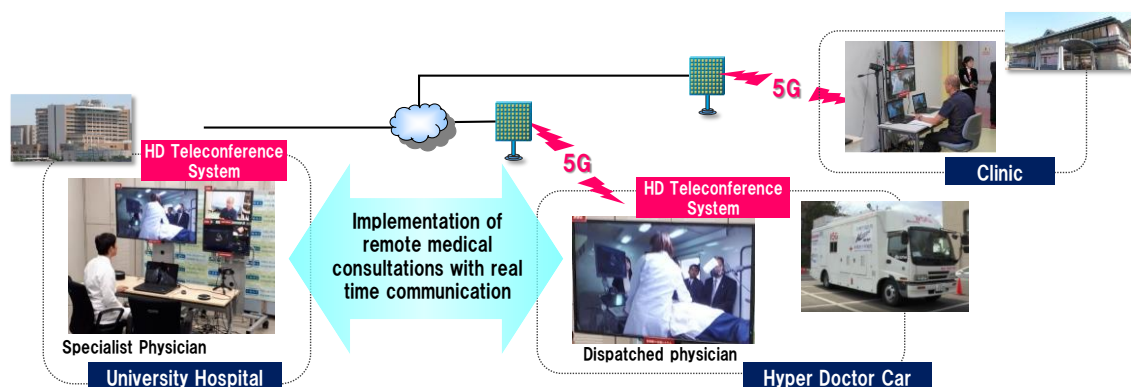 5G
HD Teleconference
System
5G
Clinic
Implementation of
remote medical
consultations with real
time communication
HD Teleconference
System
Specialist Physician
University Hospital
Dispatched physician
Hyper Doctor Car